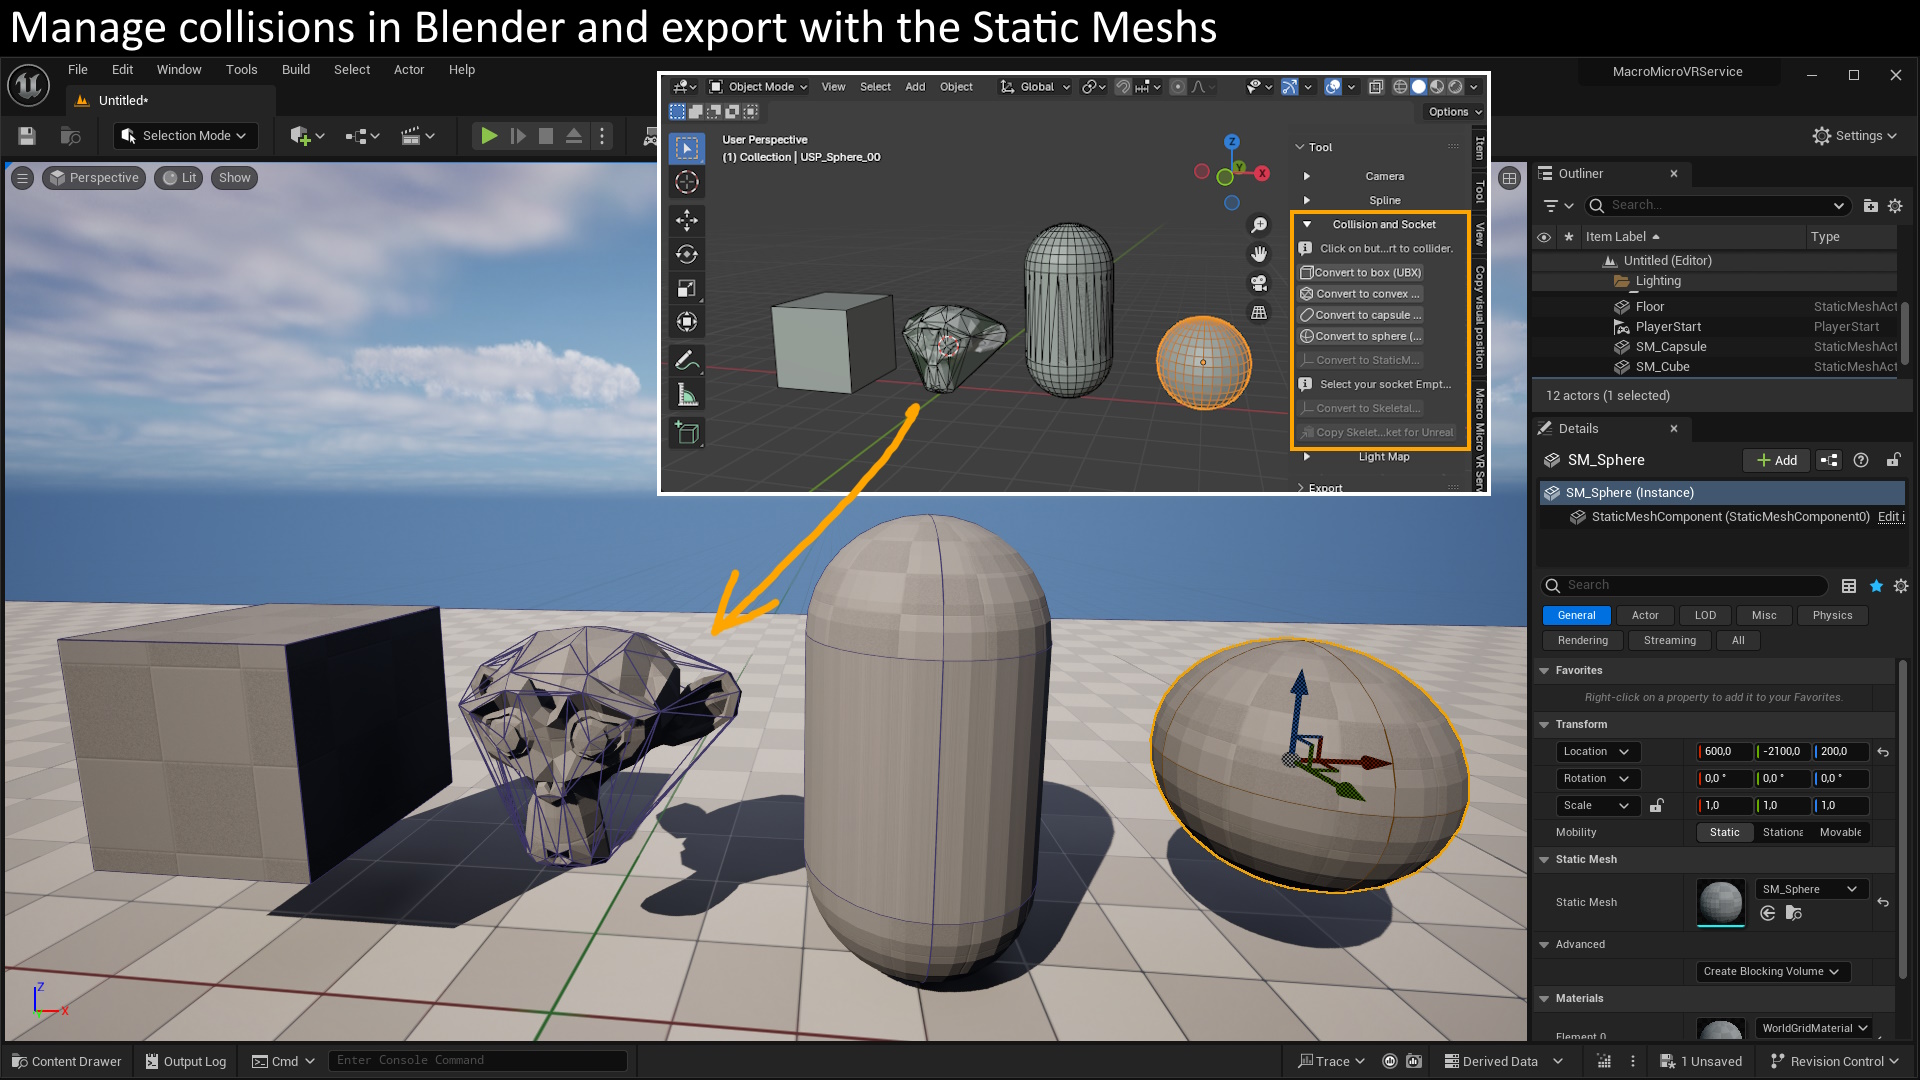 Manage collisions in Blender and export with the Static Meshs
File Edit Window Tools Build Select Actor Help
MacroMicroVRService
Untitled*
Selection Mode
Settings
Perspective Lit Show
Object Mode View Select Add Object Global
Options
User Perspective
(1) Collection | USP_Sphere_00
Z
Y
X
Tool
Camera
Spline
Collision and Socket
Click on but...rt to collider.
Convert to box (UBX)
Convert to convex ...
Convert to capsule ...
Convert to sphere (...
Convert to StaticM...
Select your socket Empt...
Convert to Skeletal...
Copy Skelet...ket for Unreal
Light Map
Export
Item
Tool
View
Copy visual position
Macro Micro VR Serv
Outliner
Search...
Item Label Type
Untitled (Editor)
Lighting
Floor StaticMeshAct
PlayerStart PlayerStart
SM_Capsule StaticMeshAct
SM_Cube StaticMeshAct
12 actors (1 selected)
Details
SM_Sphere
Add
SM_Sphere (Instance)
StaticMeshComponent (StaticMeshComponent0) Edit i
Search
General Actor LOD Misc Physics
Rendering Streaming All
Favorites
Right-click on a property to add it to your Favorites.
Transform
Location 600,0 -2100,0 200,0
Rotation 0,0 ° 0,0 ° 0,0 °
Scale 1,0 1,0 1,0
Mobility Static Stationa Movable
Static Mesh
Static Mesh SM_Sphere
Advanced
Create Blocking Volume
Materials
Element 0 WorldGridMaterial
Z
X
Content Drawer Output Log Cmd Enter Console Command Trace Derived Data 1 Unsaved Revision Control